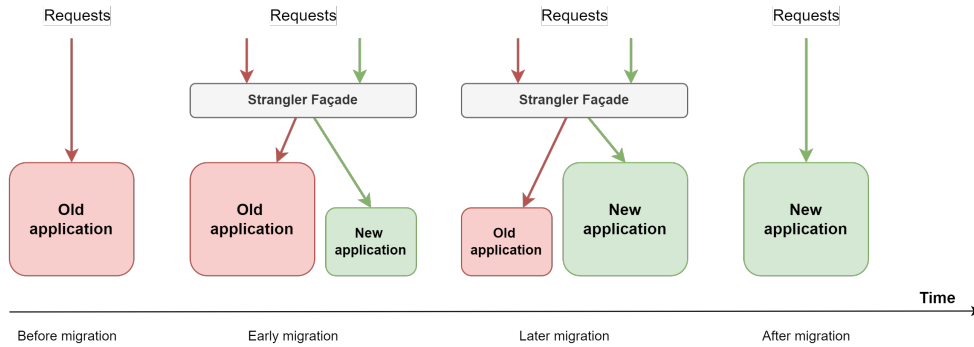 Requests
Requests
Requests
Requests
Strangler Façade
Strangler Façade
Old
application
Old
application
New
application
Old
application
New
application
New
application
Time
Before migration
Early migration
Later migration
After migration